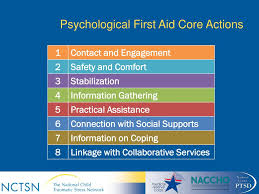 Psychological First Aid Core Actions
1 Contact and Engagement
2 Safety and Comfort
3 Stabilization
4 Information Gathering
5 Practical Assistance
6 Connection with Social Supports
7 Information on Coping
8 Linkage with Collaborative Services
NCTSN
The National Child
Traumatic Stress Network
NACCHO
PTSD